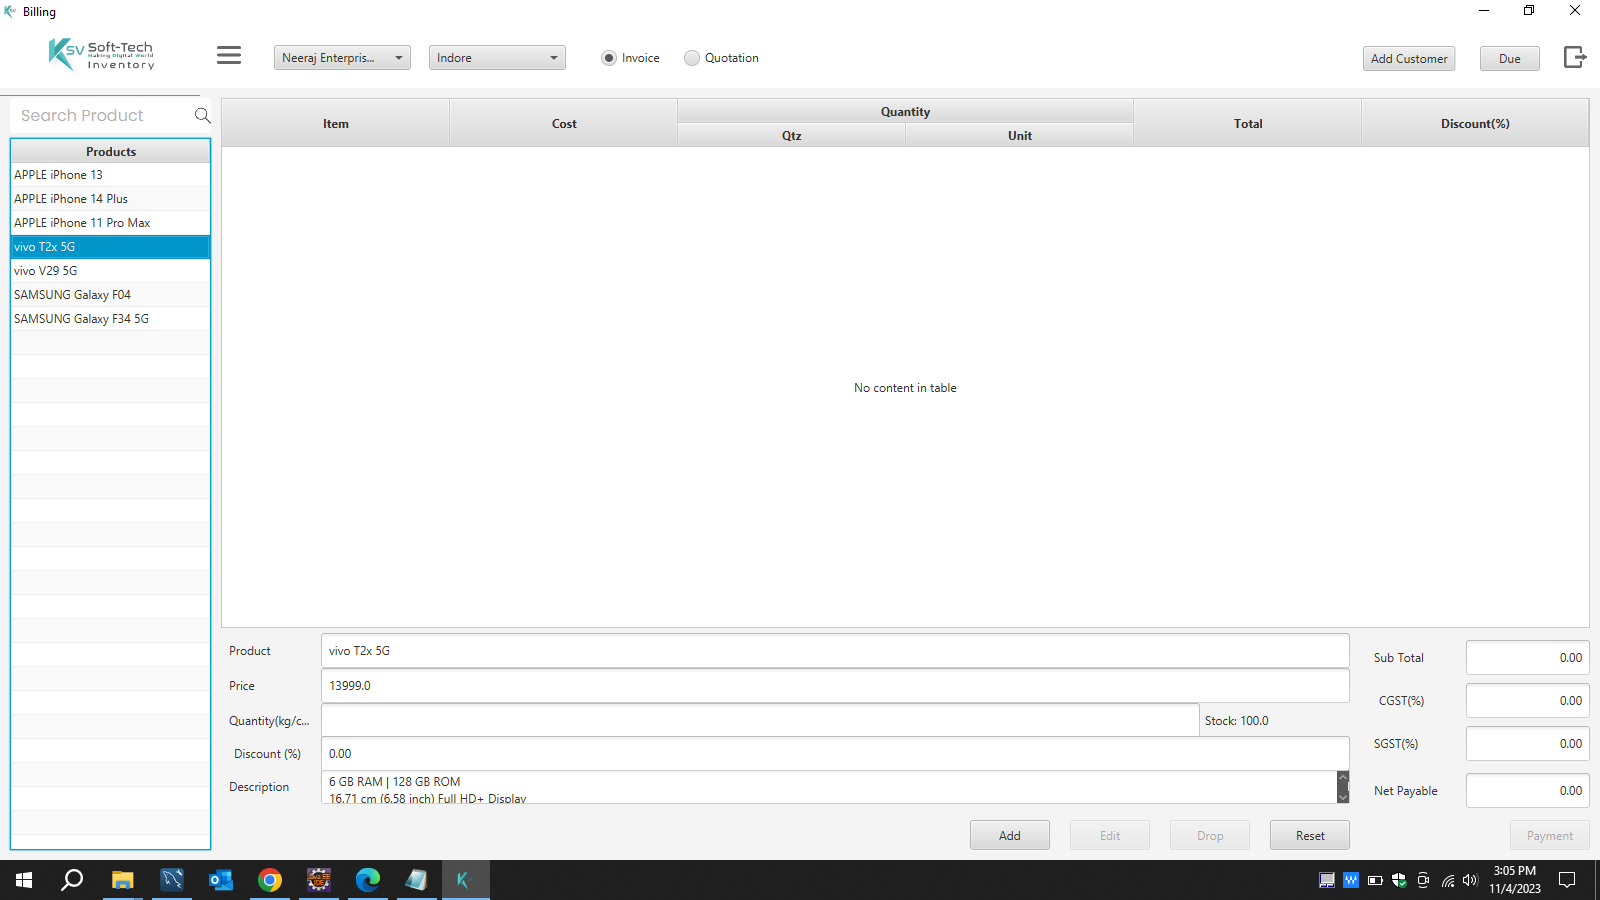 Billing
KSV Soft-Tech
Making Digital World
Inventory
Neeraj Enterpris...
Indore
Invoice
Quotation
Add Customer
Due
Search Product
Products
APPLE iPhone 13
APPLE iPhone 14 Plus
APPLE iPhone 11 Pro Max
vivo T2x 5G
vivo V29 5G
SAMSUNG Galaxy F04
SAMSUNG Galaxy F34 5G
Item
Cost
Quantity
Qtz
Unit
Total
Discount(%)
No content in table
Product
vivo T2x 5G
Price
13999.0
Quantity(kg/c...
Stock: 100.0
Discount (%)
0.00
Description
6 GB RAM | 128 GB ROM
16.71 cm (6.58 inch) Full HD+ Display
Sub Total
0.00
CGST(%)
0.00
SGST(%)
0.00
Net Payable
0.00
Add
Edit
Drop
Reset
Payment
3:05 PM
11/4/2023